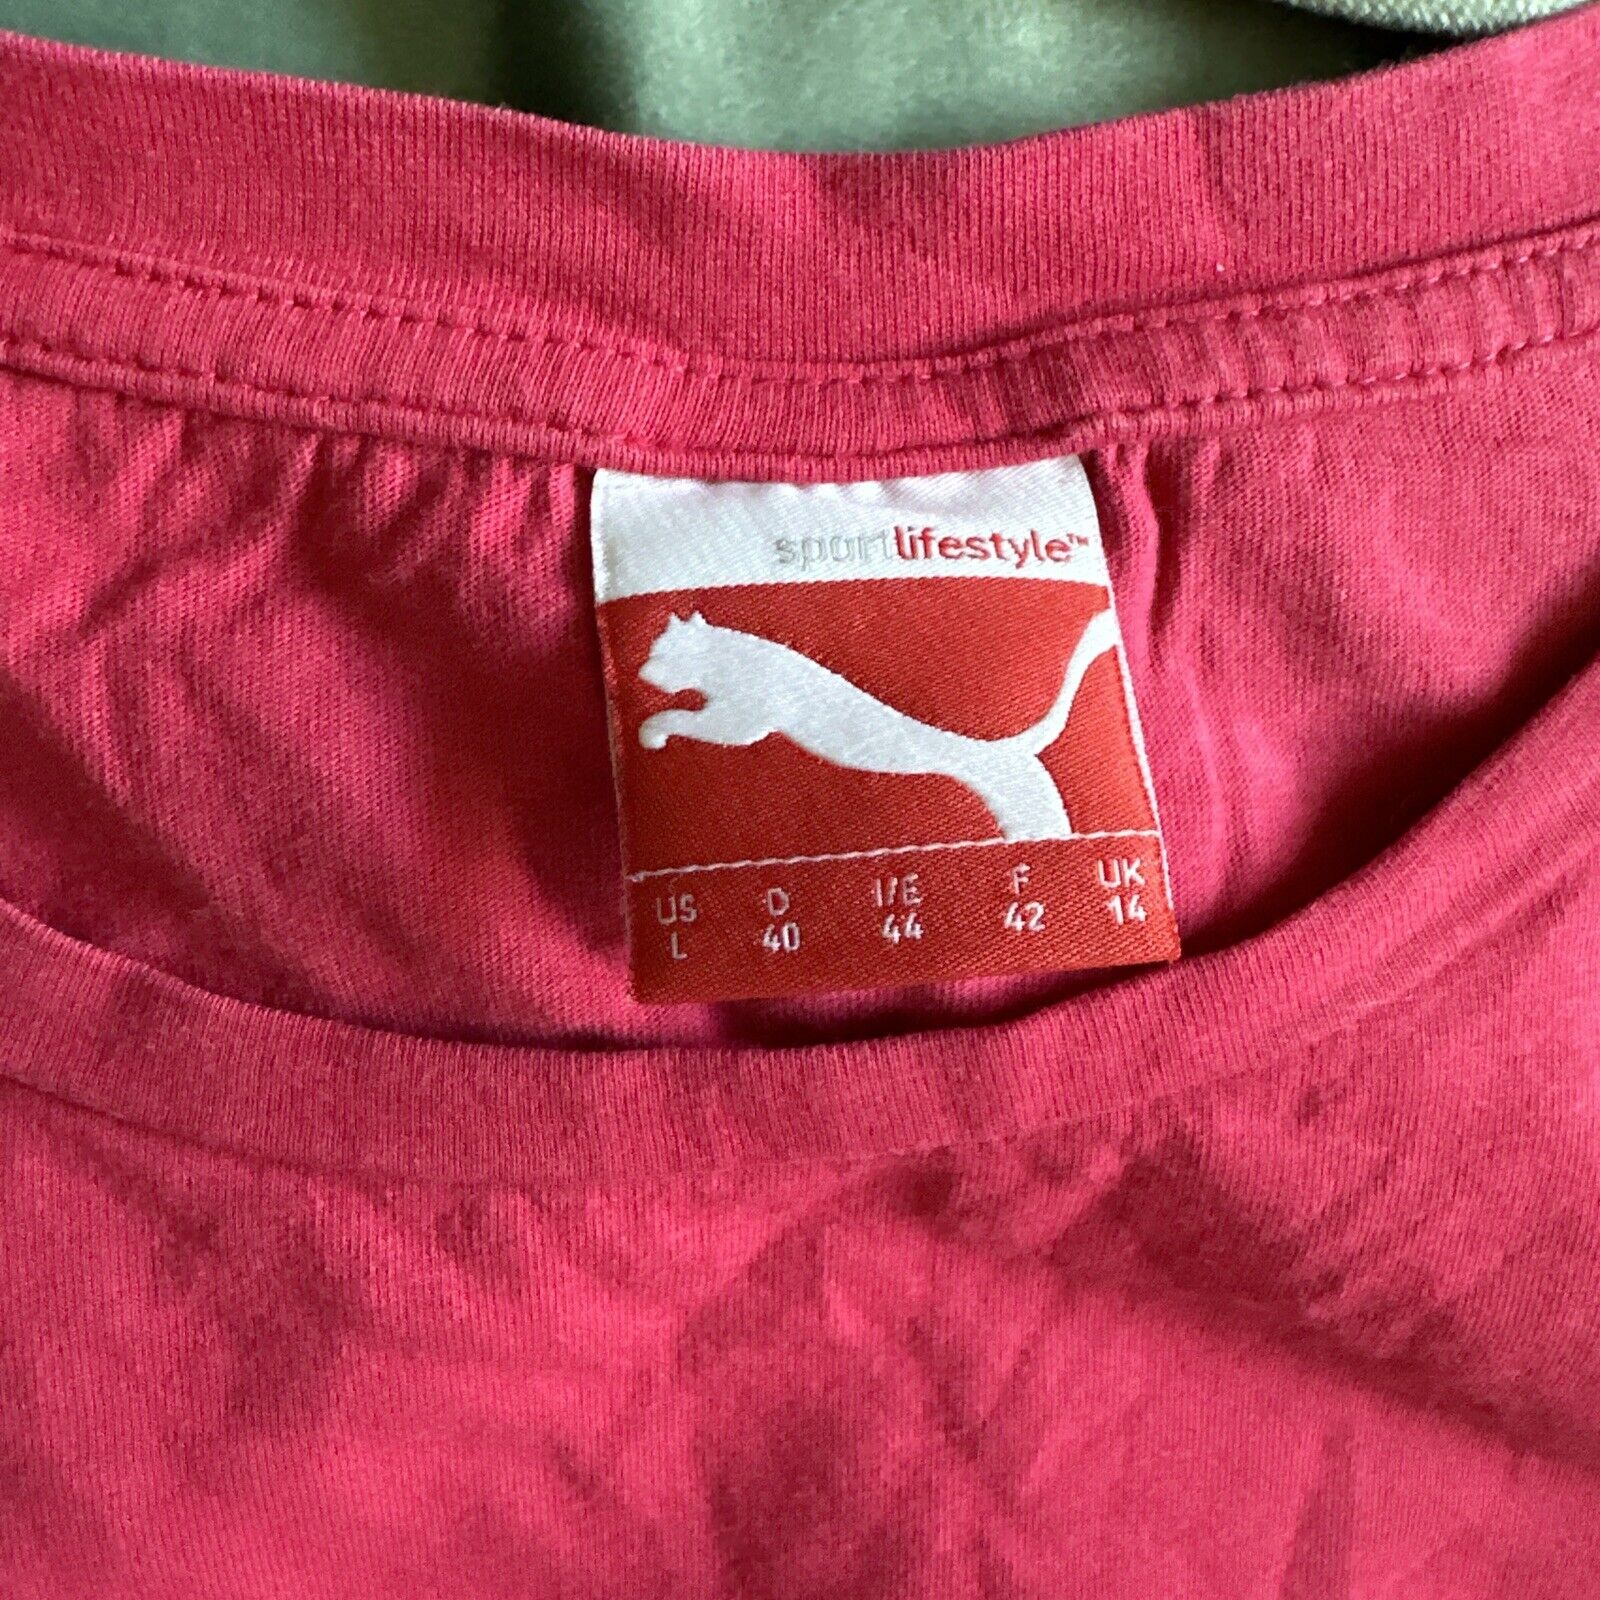 sportlifestyle™
US D I/E F UK
L 40 44 42 14